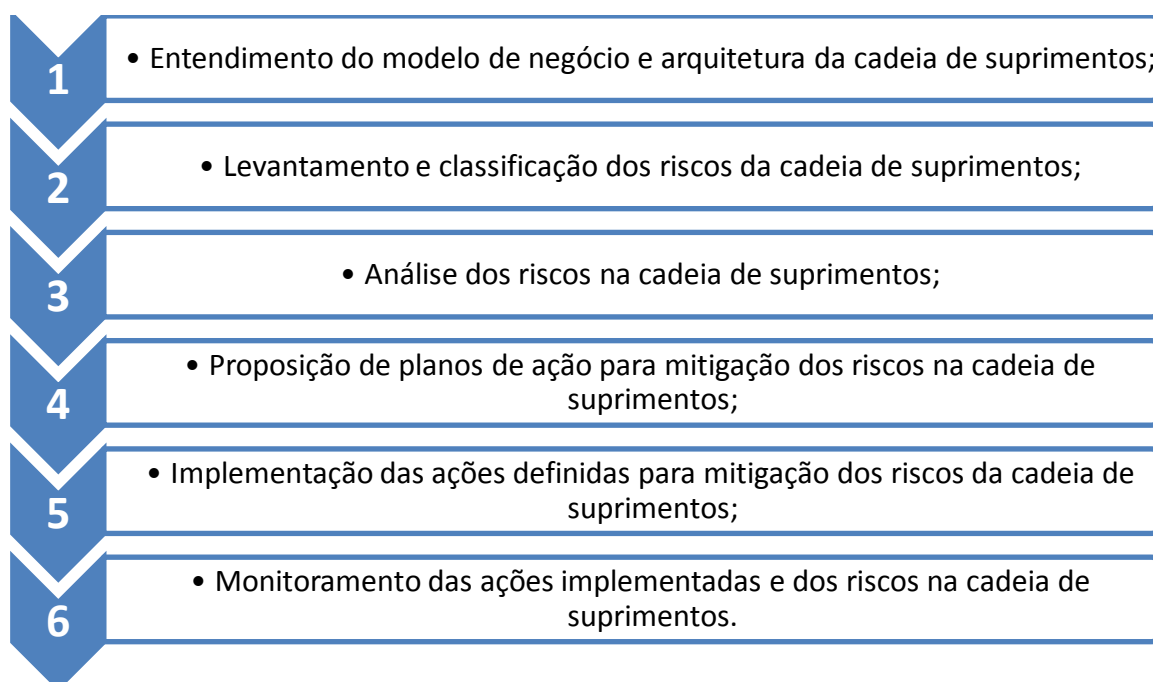 1
• Entendimento do modelo de negócio e arquitetura da cadeia de suprimentos;
2
• Levantamento e classificação dos riscos da cadeia de suprimentos;
3
• Análise dos riscos na cadeia de suprimentos;
4
• Proposição de planos de ação para mitigação dos riscos na cadeia de
suprimentos;
5
• Implementação das ações definidas para mitigação dos riscos da cadeia de
suprimentos;
6
• Monitoramento das ações implementadas e dos riscos na cadeia de
suprimentos.